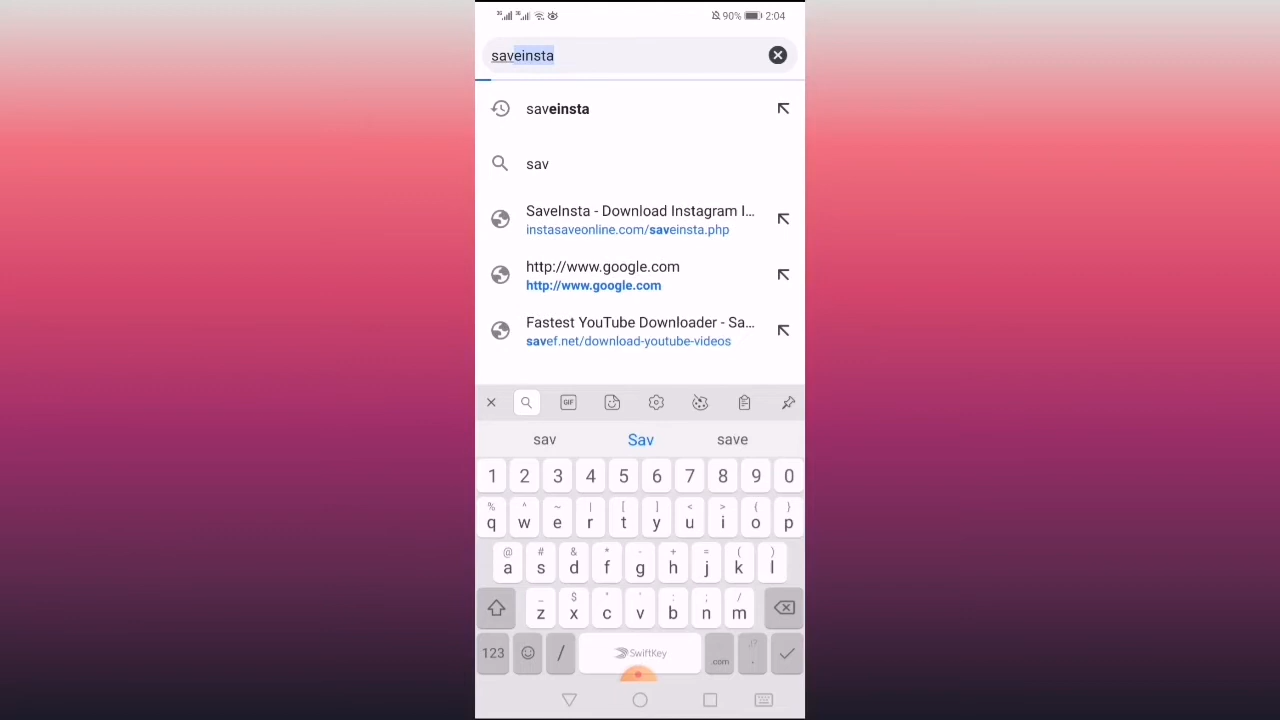 3G 3G 90% 2:04
saveinsta
saveinsta
sav
SaveInsta - Download Instagram I...
instasaveonline.com/saveinsta.php
http://www.google.com
http://www.google.com
Fastest YouTube Downloader - Sa...
savef.net/download-youtube-videos
GIF
sav Sav save
1 2 3 4 5 6 7 8 9 0
% ^ ~ | [ ] < > { }
q w e r t y u i o p
@ # & * - + = ( )
a s d f g h j k l
_ $ " ' : ; /
z x c v b n m
123 / SwiftKey .com .